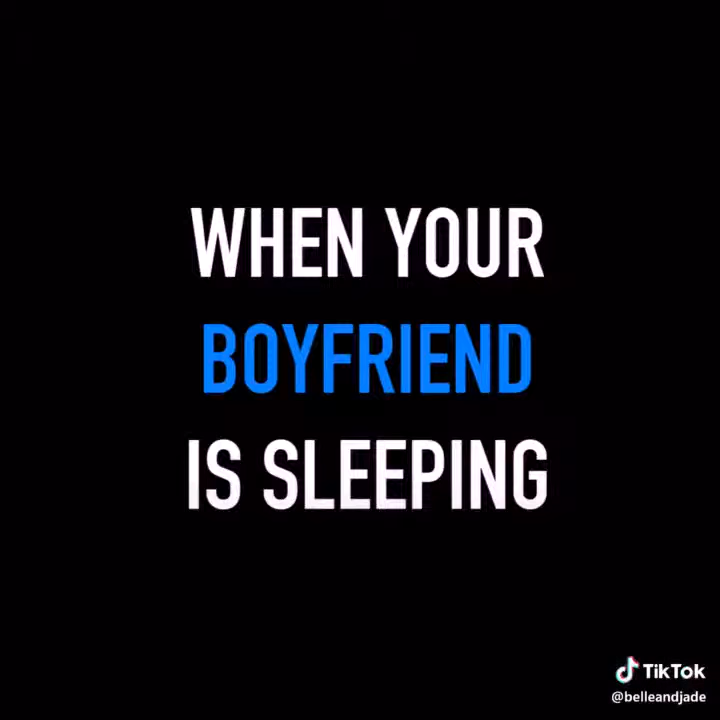 WHEN YOUR
BOYFRIEND
IS SLEEPING
TikTok
@belleandjade